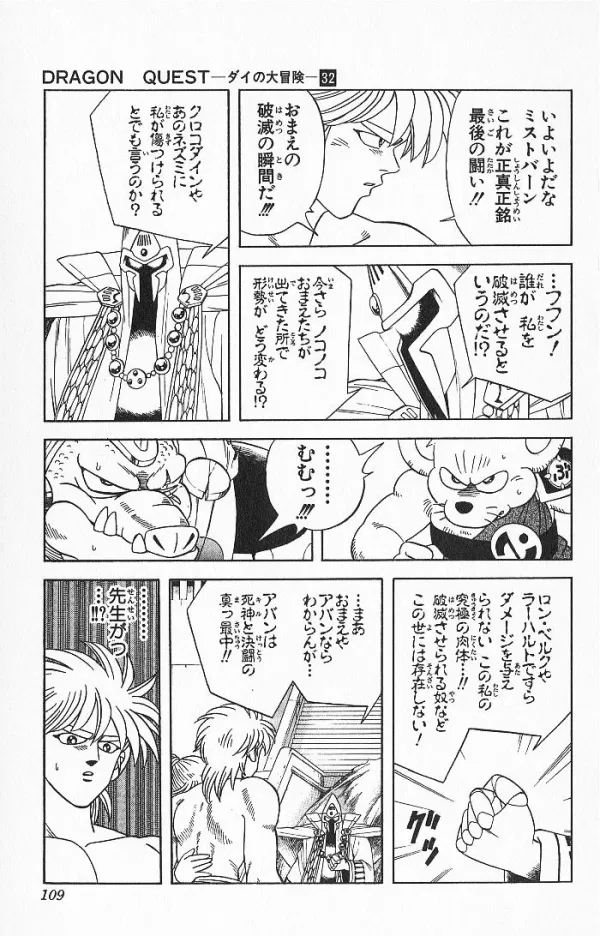 DRAGON QUEST―ダイの大冒険―32
いよいよだな
ミストバーン
これが正真正銘
最後の闘い!!
おまえの
破滅の瞬間だ!!!
クロコダインや
あのネズミに
私が傷つけられる
とでも言うのか?
…フフン!
誰が 私を
破滅させると
いうのだ!?
今さら ノコノコ
おまえたちが
出てきた所で
形勢が どう変わる!?
ぶ
………
むむっ!!!
ロン・ベルクや
ラーハルトですら
ダメージを与え
られない この私の
究極の肉体…!!
破滅させられる奴など
この世には存在しない!
グッ
…まあ
おまえや
アバンなら
わからんが…
アバンは
死神と決闘の
真っ最中!!
………
先生がっ
…!!?
109